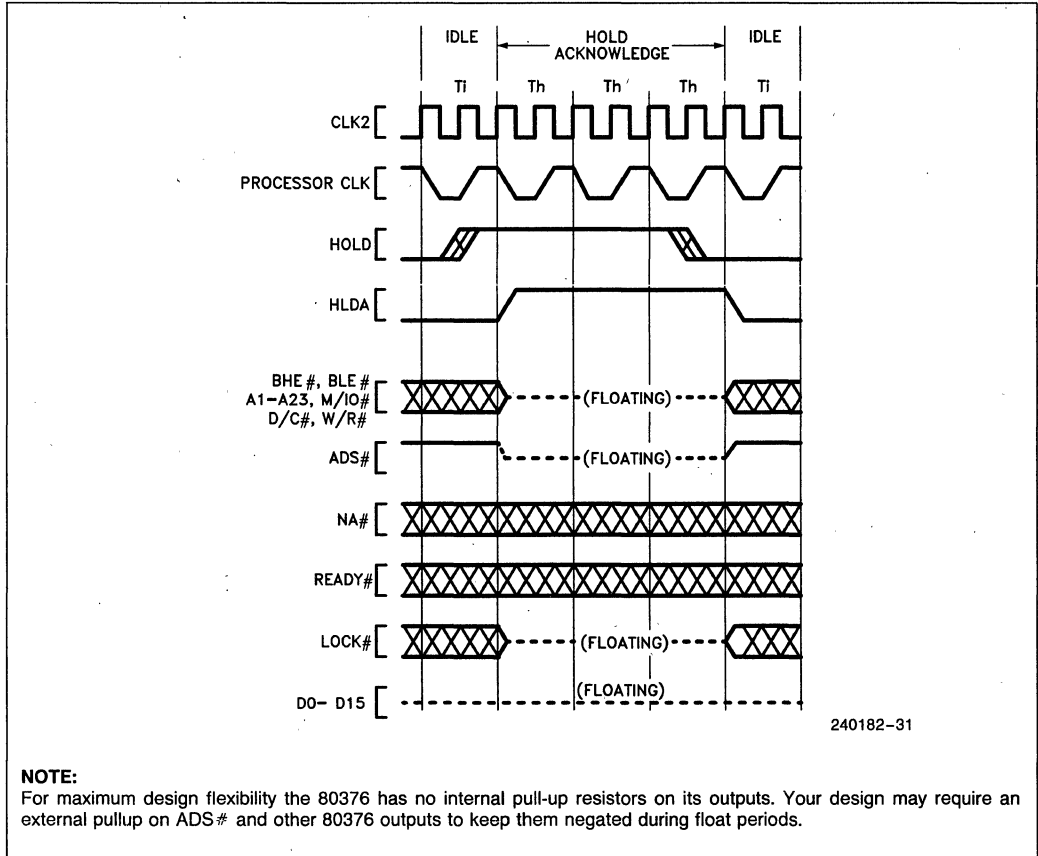 IDLE HOLD ACKNOWLEDGE IDLE
Ti Th Th Th Ti
CLK2
PROCESSOR CLK
HOLD
HLDA
BHE#, BLE#
A1-A23, M/IO#
D/C#, W/R#
(FLOATING)
ADS#
(FLOATING)
NA#
READY#
LOCK#
(FLOATING)
D0- D15
(FLOATING)
240182-31
NOTE:
For maximum design flexibility the 80376 has no internal pull-up resistors on its outputs. Your design may require an
external pullup on ADS# and other 80376 outputs to keep them negated during float periods.